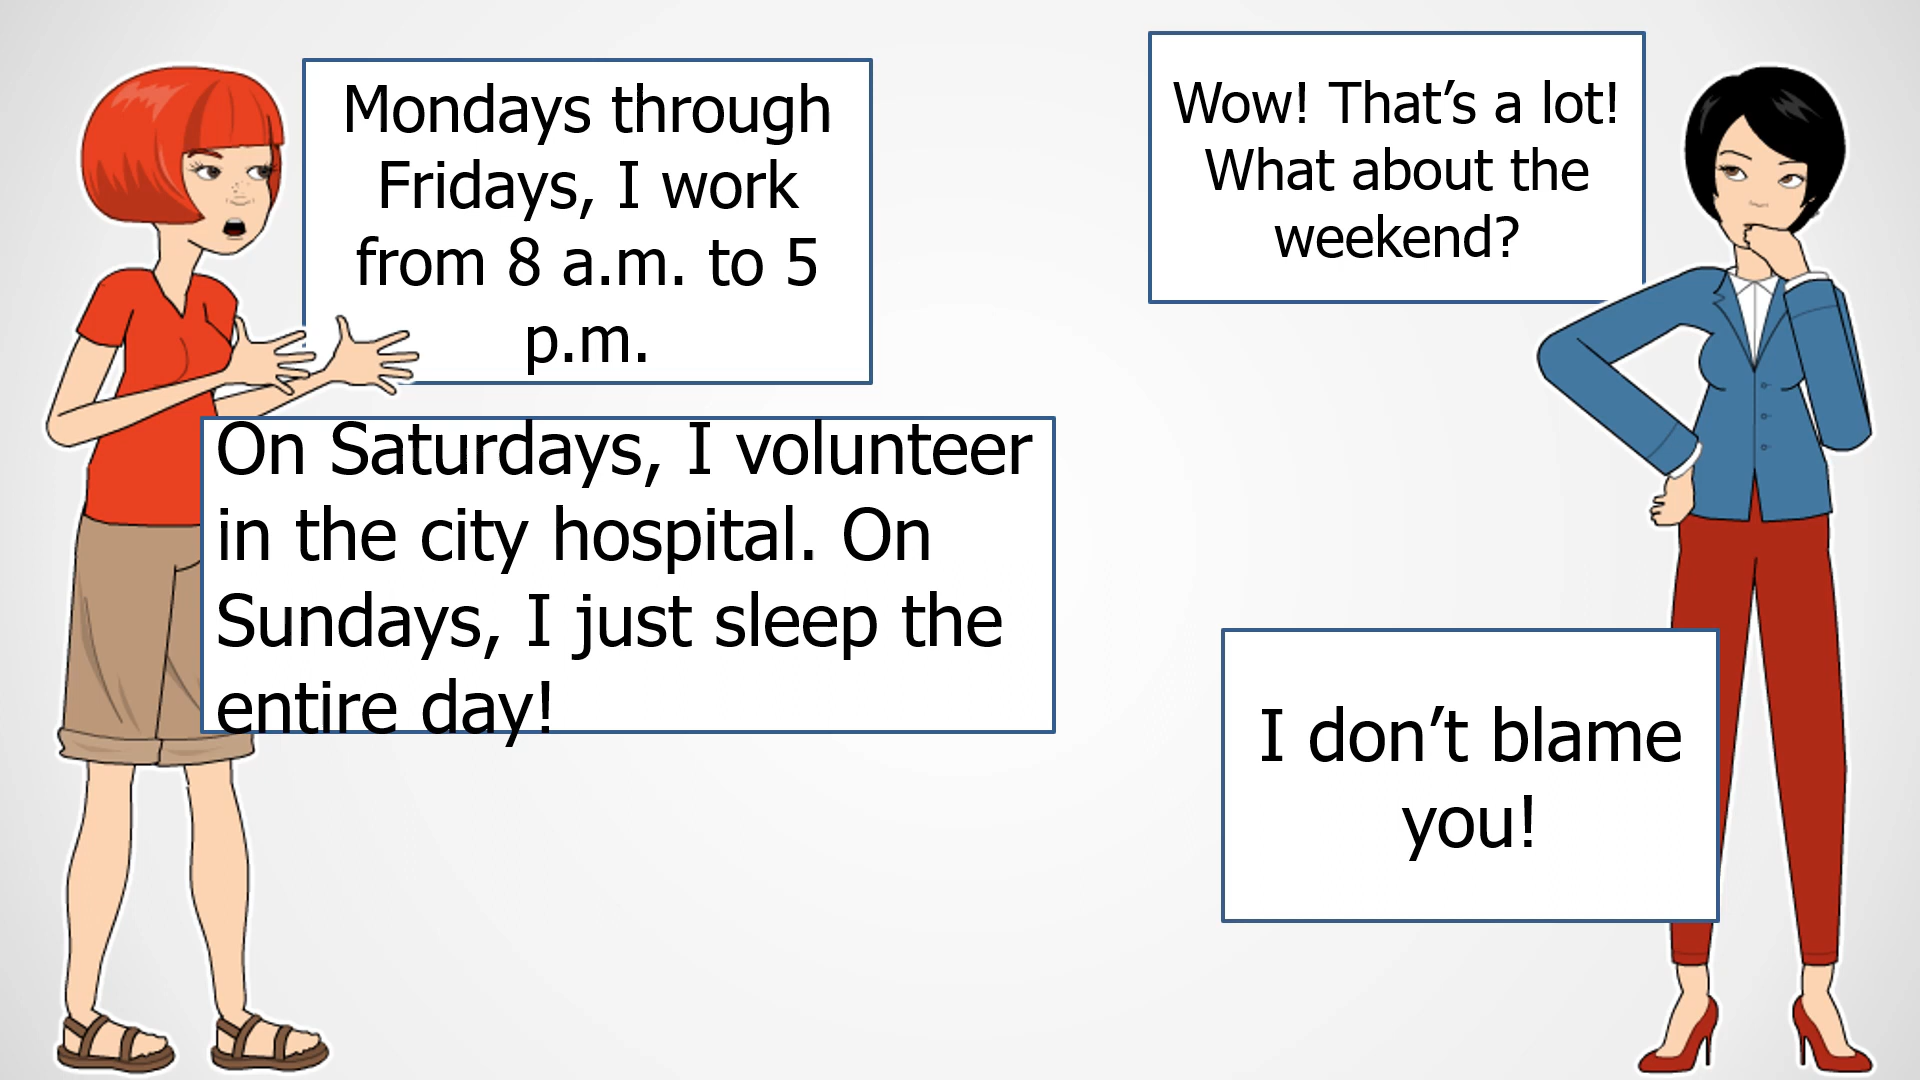 Mondays through
Fridays, I work
from 8 a.m. to 5
p.m.
Wow! That’s a lot!
What about the
weekend?
On Saturdays, I volunteer
in the city hospital. On
Sundays, I just sleep the
entire day!
I don’t blame
you!